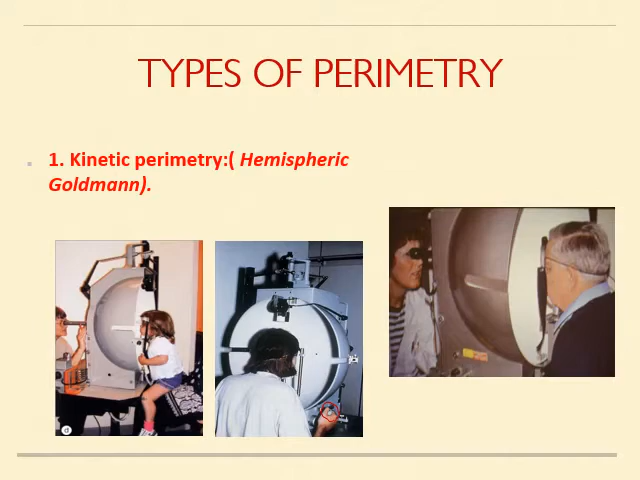 TYPES OF PERIMETRY
1. Kinetic perimetry:( Hemispheric
Goldmann).
a